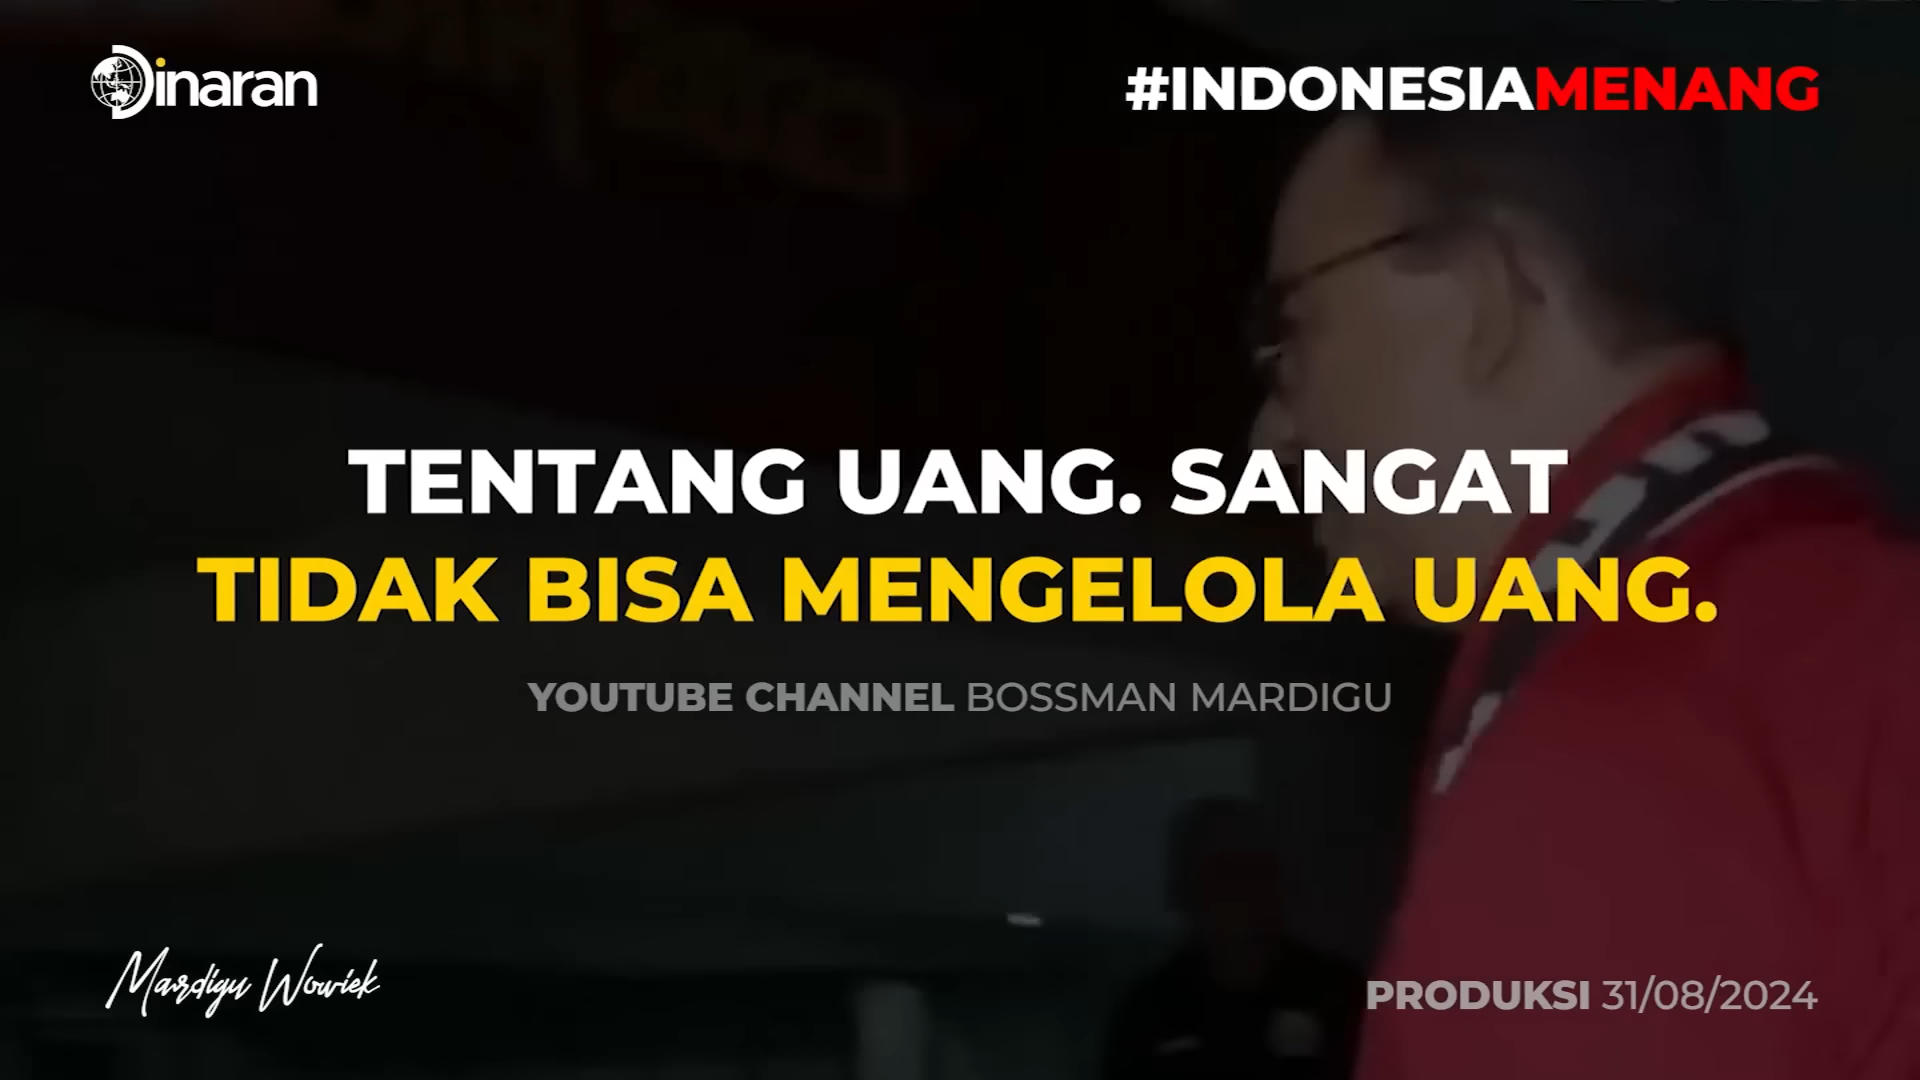 Dinaran
#INDONESIAMENANG
TENTANG UANG. SANGAT
TIDAK BISA MENGELOLA UANG.
YOUTUBE CHANNEL BOSSMAN MARDIGU
Mardigu Wowiek
PRODUKSI 31/08/2024